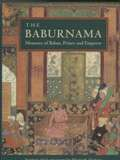 THE
BABURNAMA
Memoirs of Babur, Prince and Emperor